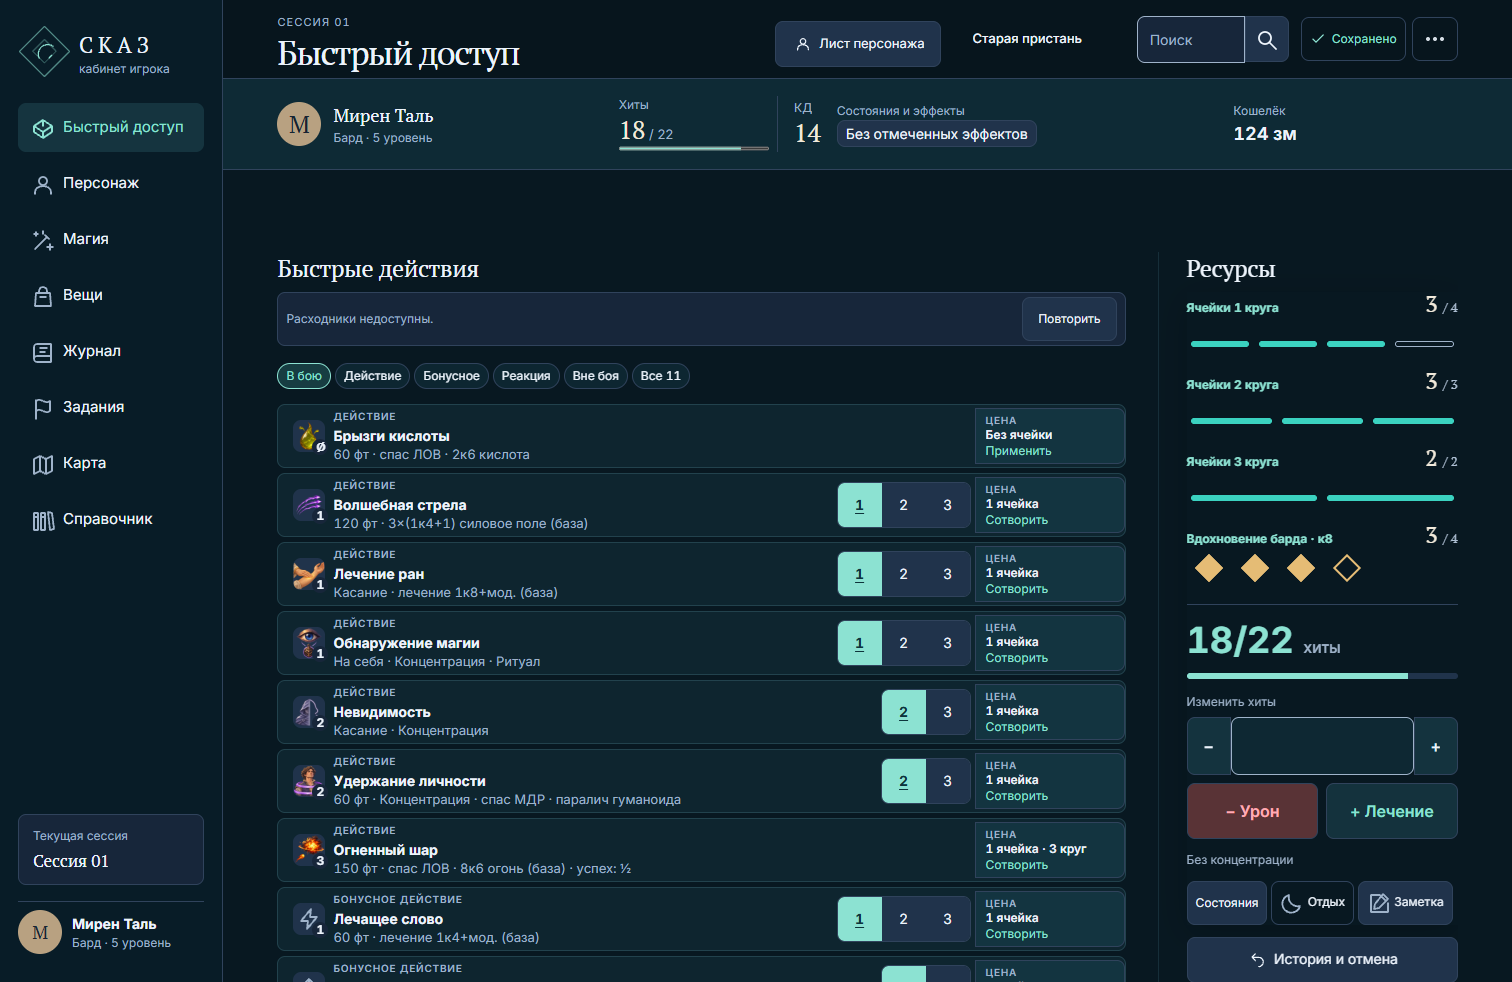 СКАЗ
кабинет игрока
Быстрый доступ
Персонаж
Магия
Вещи
Журнал
Задания
Карта
Справочник
Текущая сессия
Сессия 01
М
Мирен Таль
Бард · 5 уровень
СЕССИЯ 01
Быстрый доступ
Лист персонажа
Старая пристань
Поиск
Сохранено
М
Мирен Таль
Бард · 5 уровень
Хиты
18 / 22
КД
14
Состояния и эффекты
Без отмеченных эффектов
Кошелёк
124 зм
Быстрые действия
Расходники недоступны.
Повторить
В бою
Действие
Бонусное
Реакция
Вне боя
Все 11
ДЕЙСТВИЕ
Брызги кислоты
60 фт · спас ЛОВ · 2к6 кислота
ЦЕНА
Без ячейки
Применить
ДЕЙСТВИЕ
1
Волшебная стрела
120 фт · 3×(1к4+1) силовое поле (база)
1 2 3
ЦЕНА
1 ячейка
Сотворить
ДЕЙСТВИЕ
1
Лечение ран
Касание · лечение 1к8+мод. (база)
1 2 3
ЦЕНА
1 ячейка
Сотворить
ДЕЙСТВИЕ
1
Обнаружение магии
На себя · Концентрация · Ритуал
1 2 3
ЦЕНА
1 ячейка
Сотворить
ДЕЙСТВИЕ
2
Невидимость
Касание · Концентрация
2 3
ЦЕНА
1 ячейка
Сотворить
ДЕЙСТВИЕ
2
Удержание личности
60 фт · Концентрация · спас МДР · паралич гуманоида
2 3
ЦЕНА
1 ячейка
Сотворить
ДЕЙСТВИЕ
3
Огненный шар
150 фт · спас ЛОВ · 8к6 огонь (база) · успех: ½
ЦЕНА
1 ячейка · 3 круг
Сотворить
БОНУСНОЕ ДЕЙСТВИЕ
1
Лечащее слово
60 фт · лечение 1к4+мод. (база)
1 2 3
ЦЕНА
1 ячейка
Сотворить
БОНУСНОЕ ДЕЙСТВИЕ
ЦЕНА
Ресурсы
Ячейки 1 круга
3 / 4
Ячейки 2 круга
3 / 3
Ячейки 3 круга
2 / 2
Вдохновение барда · к8
3 / 4
18/22 хиты
Изменить хиты
−
+
− Урон
+ Лечение
Без концентрации
Состояния
Отдых
Заметка
История и отмена